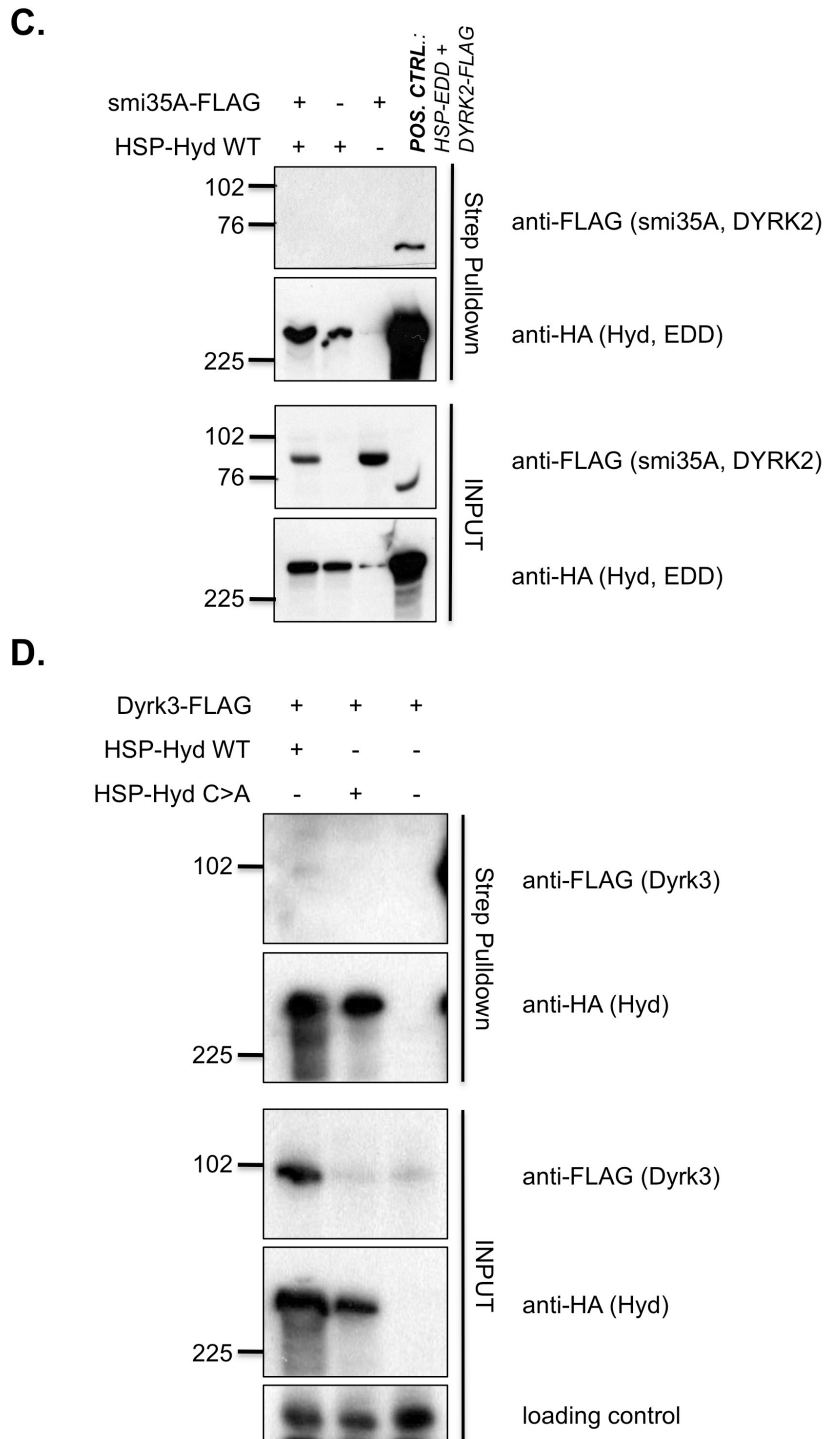 C.
POS. CTRL.:
HSP-EDD +
DYRK2-FLAG
smi35A-FLAG + - +
HSP-Hyd WT + + -
102
76
anti-FLAG (smi35A, DYRK2)
Strep Pulldown
225
anti-HA (Hyd, EDD)
102
76
anti-FLAG (smi35A, DYRK2)
INPUT
225
anti-HA (Hyd, EDD)
D.
Dyrk3-FLAG + + +
HSP-Hyd WT + - -
HSP-Hyd C>A - + -
102
anti-FLAG (Dyrk3)
Strep Pulldown
225
anti-HA (Hyd)
102
anti-FLAG (Dyrk3)
INPUT
225
anti-HA (Hyd)
loading control